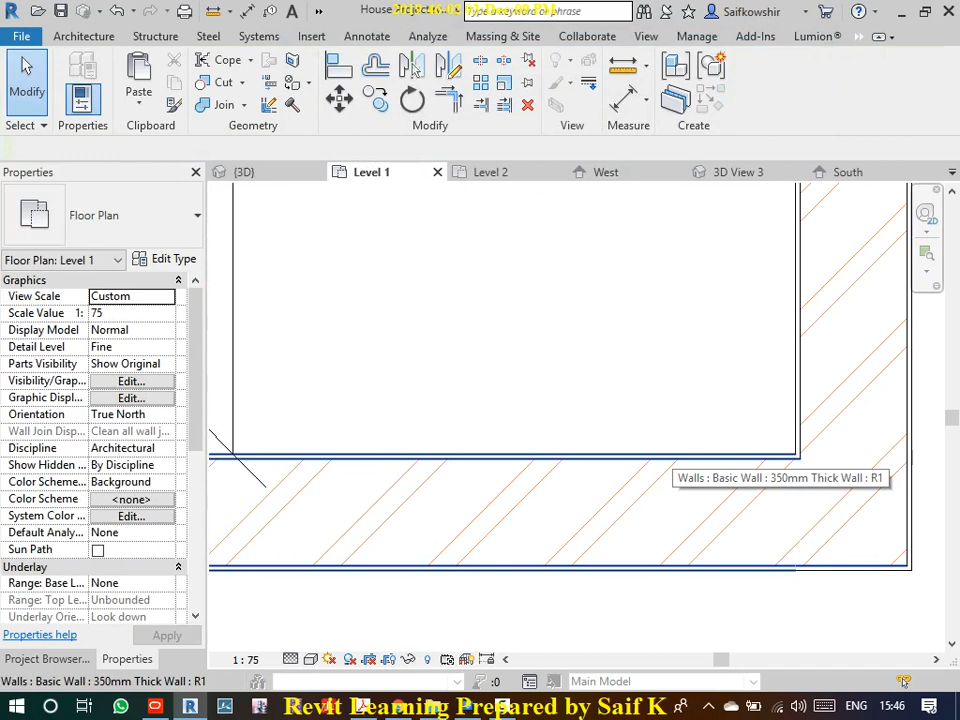 House Project...
Type a keyword or phrase
Saifkowshir
File
Architecture
Structure
Steel
Systems
Insert
Annotate
Analyze
Massing & Site
Collaborate
View
Manage
Add-Ins
Lumion®
Modify
Properties
Paste
Cope
Cut
Join
Select
Properties
Clipboard
Geometry
Modify
View
Measure
Create
Properties
{3D}
Level 1
Level 2
West
3D View 3
South
Floor Plan
Floor Plan: Level 1
Edit Type
Graphics
View Scale Custom
Scale Value 1: 75
Display Model Normal
Detail Level Fine
Parts Visibility Show Original
Visibility/Grap... Edit...
Graphic Displ... Edit...
Orientation True North
Wall Join Disp... Clean all wall j...
Discipline Architectural
Show Hidden ... By Discipline
Color Scheme... Background
Color Scheme <none>
System Color ... Edit...
Default Analy... None
Sun Path
Underlay
Range: Base L... None
Range: Top Le... Unbounded
Underlay Orie... Look down
Properties help
Apply
Project Browser...
Properties
Walls : Basic Wall : 350mm Thick Wall : R1
2D
1 : 75
Walls : Basic Wall : 350mm Thick Wall : R1
:0
Main Model
Revit Learning Prepared by Saif K
ENG
15:46